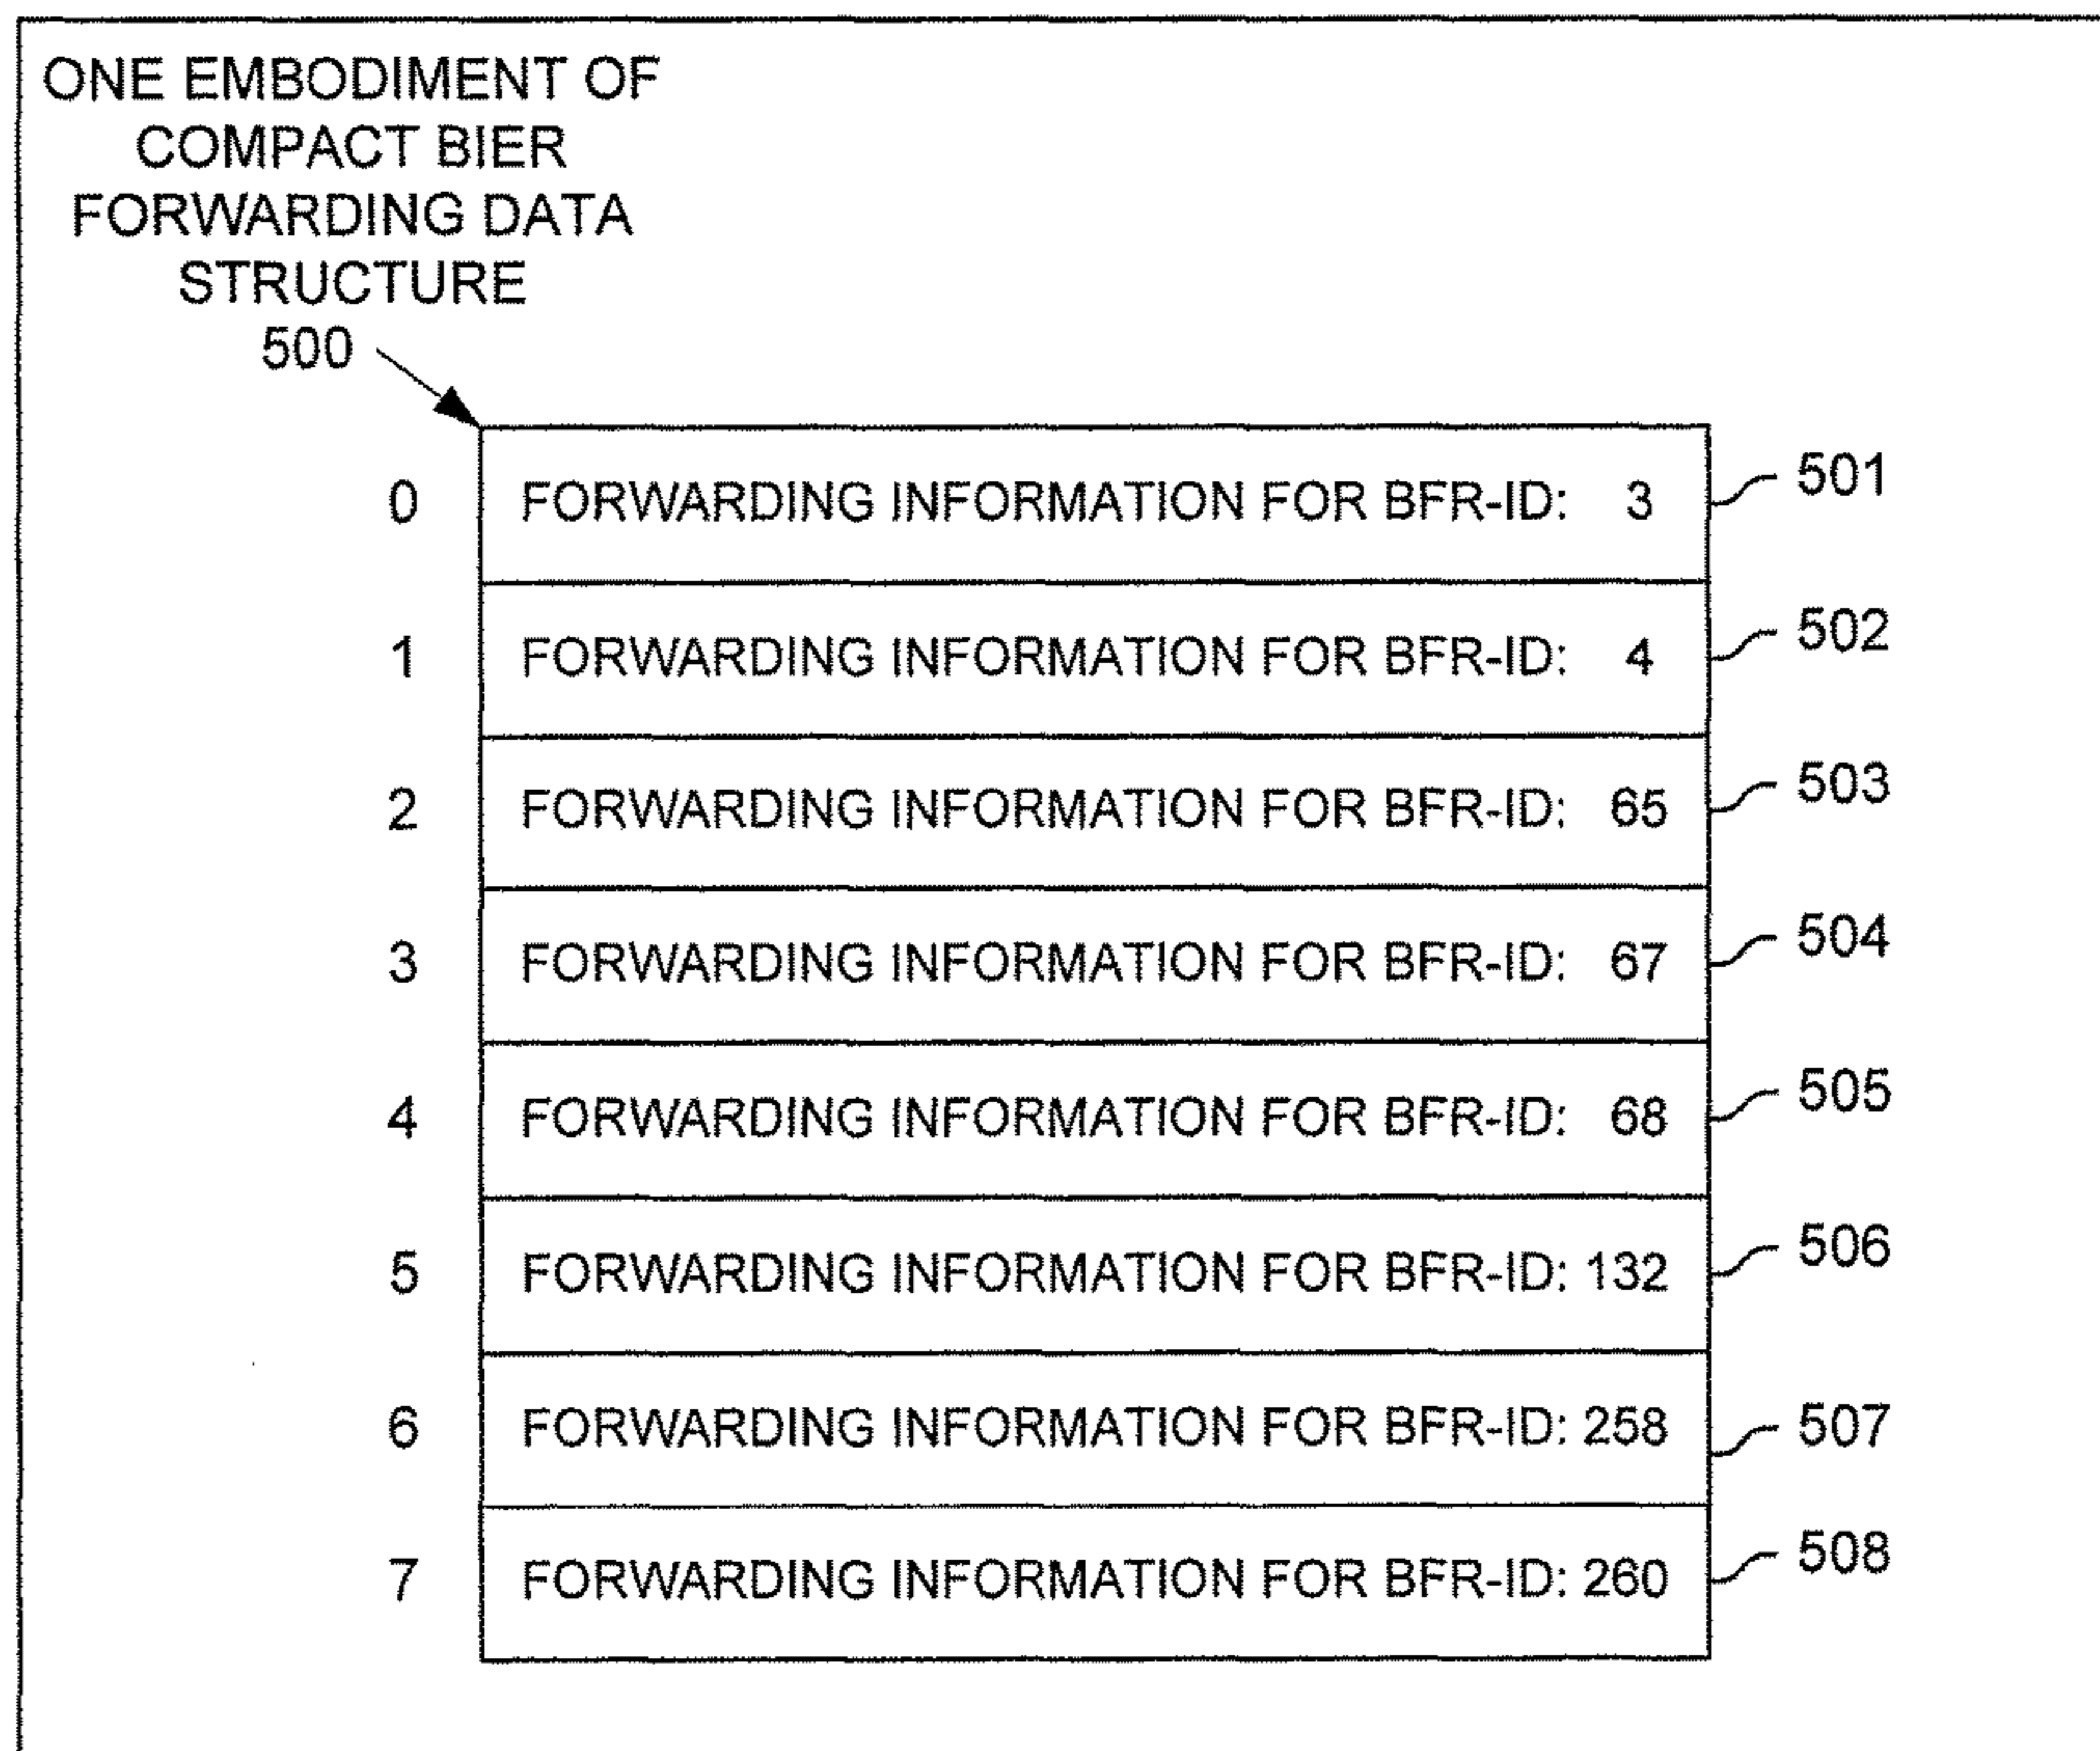 ONE EMBODIMENT OF
COMPACT BIER
FORWARDING DATA
STRUCTURE
500
0 FORWARDING INFORMATION FOR BFR-ID: 3 501
1 FORWARDING INFORMATION FOR BFR-ID: 4 502
2 FORWARDING INFORMATION FOR BFR-ID: 65 503
3 FORWARDING INFORMATION FOR BFR-ID: 67 504
4 FORWARDING INFORMATION FOR BFR-ID: 68 505
5 FORWARDING INFORMATION FOR BFR-ID: 132 506
6 FORWARDING INFORMATION FOR BFR-ID: 258 507
7 FORWARDING INFORMATION FOR BFR-ID: 260 508